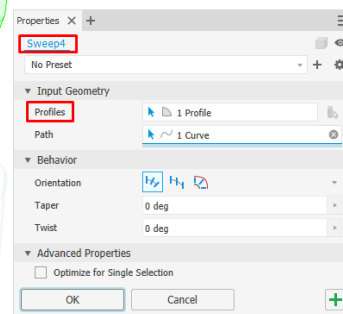 Properties
Sweep4
No Preset
Input Geometry
Profiles 1 Profile
Path 1 Curve
Behavior
Orientation
Taper 0 deg
Twist 0 deg
Advanced Properties
Optimize for Single Selection
OK Cancel